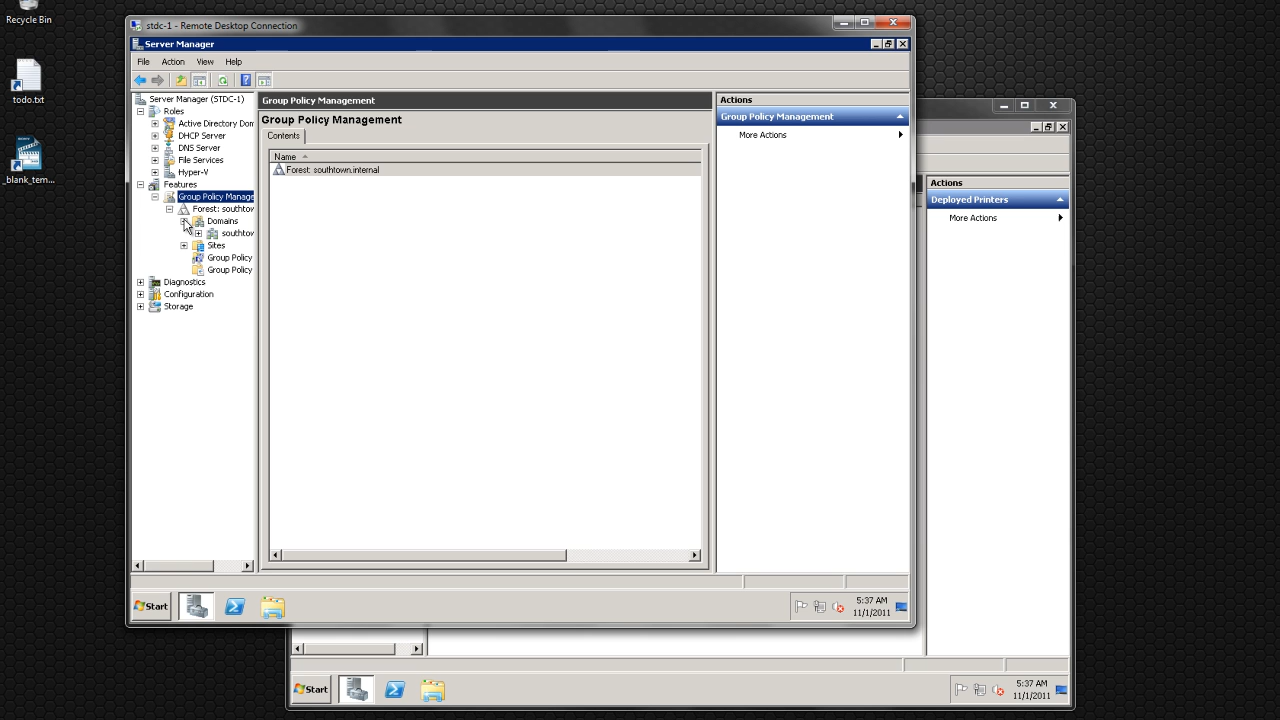 Recycle Bin
todo.txt
_blank_tem...
stdc-1 - Remote Desktop Connection
Server Manager
File Action View Help
Server Manager (STDC-1)
Roles
Active Directory Dom
DHCP Server
DNS Server
File Services
Hyper-V
Features
Group Policy Manage
Forest: southtow
Domains
southtow
Sites
Group Policy
Group Policy
Diagnostics
Configuration
Storage
Group Policy Management
Group Policy Management
Contents
Name
Forest: southtown.internal
Actions
Group Policy Management
More Actions
Start
5:37 AM
11/1/2011
Actions
Deployed Printers
More Actions
Start
5:37 AM
11/1/2011